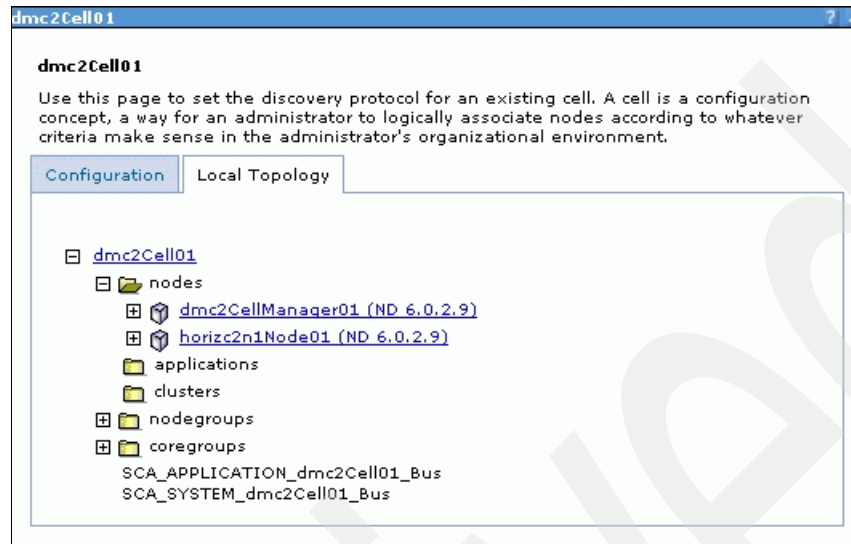 dmc2Cell01
?
dmc2Cell01
Use this page to set the discovery protocol for an existing cell. A cell is a configuration
concept, a way for an administrator to logically associate nodes according to whatever
criteria make sense in the administrator's organizational environment.
Configuration
Local Topology
dmc2Cell01
nodes
dmc2CellManager01 (ND 6.0.2.9)
horizc2n1Node01 (ND 6.0.2.9)
applications
clusters
nodegroups
coregroups
SCA_APPLICATION_dmc2Cell01_Bus
SCA_SYSTEM_dmc2Cell01_Bus